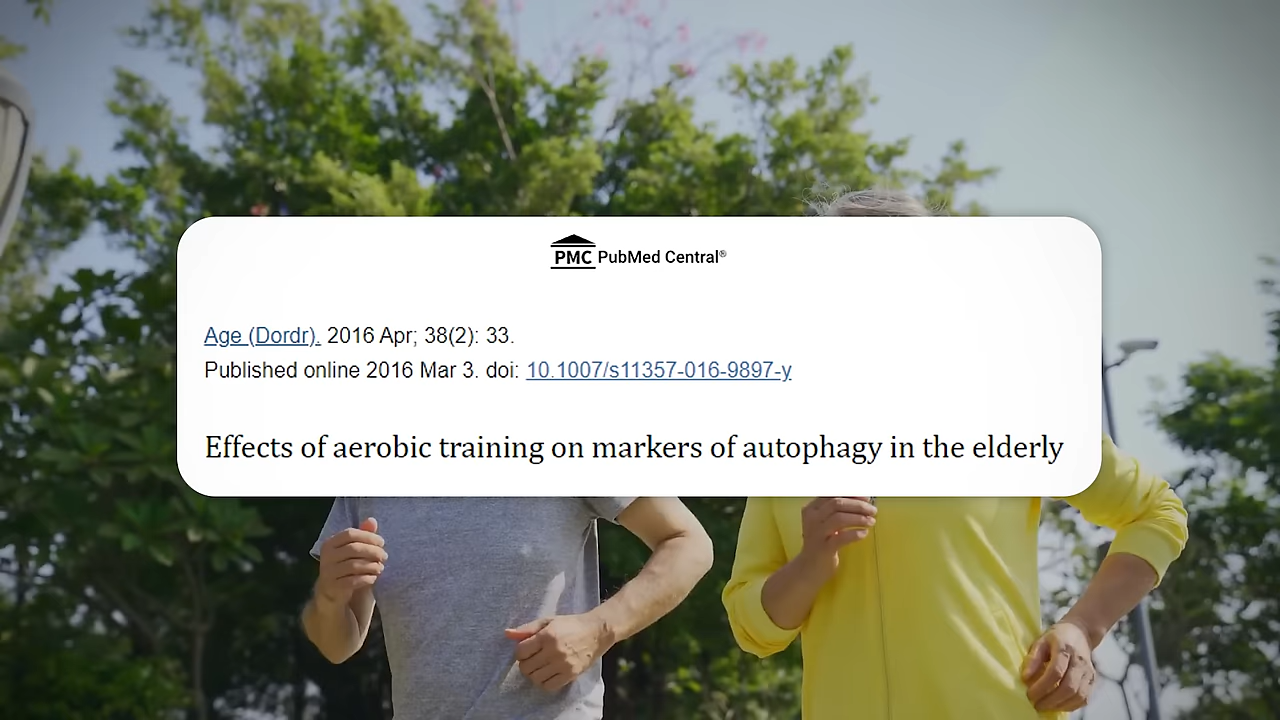 PMC PubMed Central®
Age (Dordr). 2016 Apr; 38(2): 33.
Published online 2016 Mar 3. doi: 10.1007/s11357-016-9897-y
Effects of aerobic training on markers of autophagy in the elderly